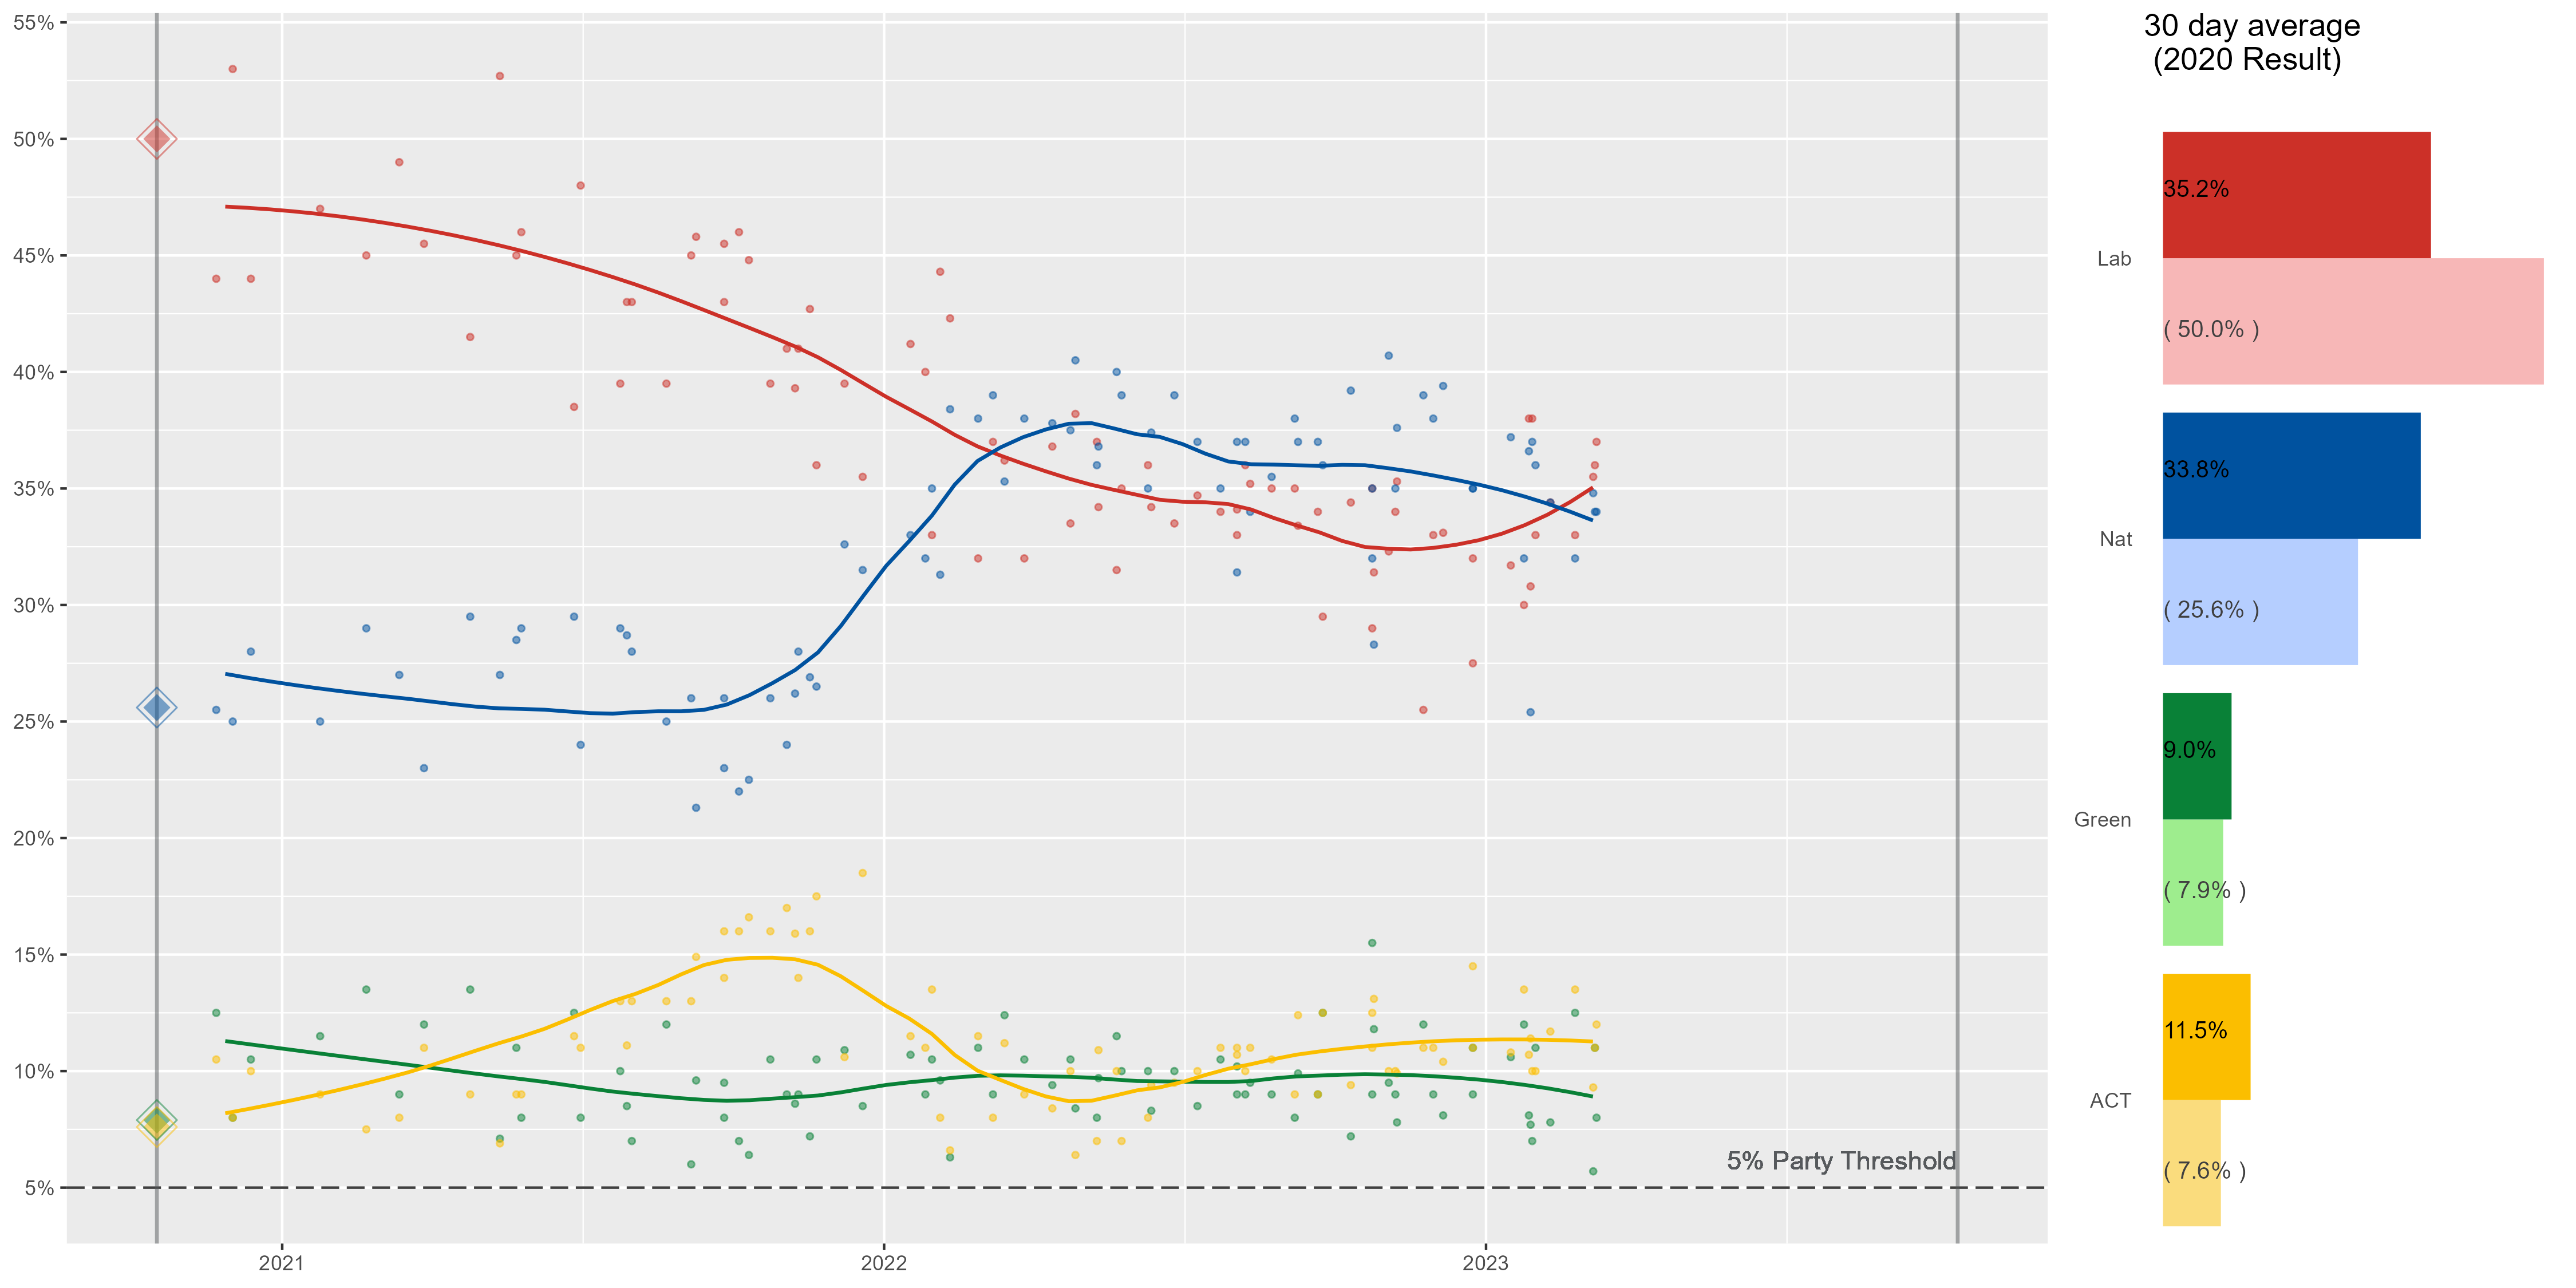 55%
50%
45%
40%
35%
30%
25%
20%
15%
10%
5%
2021
2022
2023
5% Party Threshold
30 day average
(2020 Result)
Lab
35.2%
( 50.0% )
Nat
33.8%
( 25.6% )
Green
9.0%
( 7.9% )
ACT
11.5%
( 7.6% )